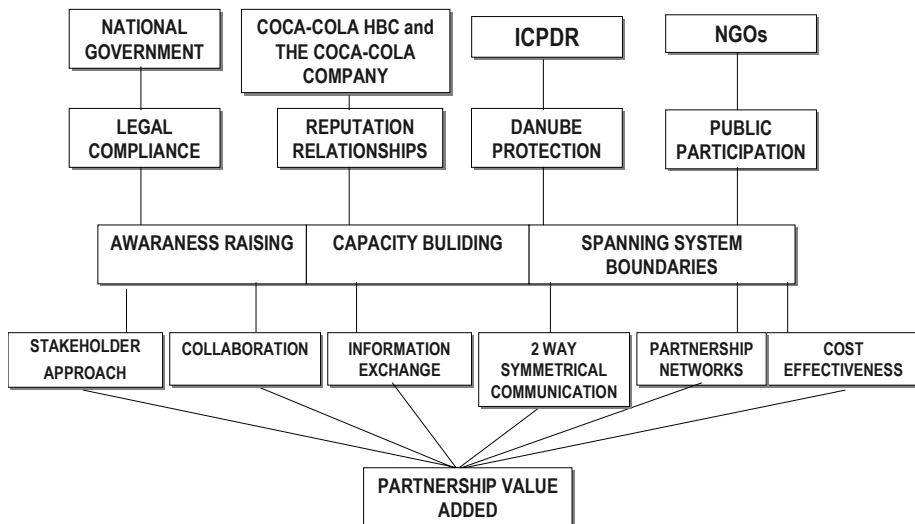 NATIONAL
GOVERNMENT
COCA-COLA HBC and
THE COCA-COLA
COMPANY
ICPDR
NGOs
LEGAL
COMPLIANCE
REPUTATION
RELATIONSHIPS
DANUBE
PROTECTION
PUBLIC
PARTICIPATION
AWARANESS RAISING
CAPACITY BULIDING
SPANNING SYSTEM
BOUNDARIES
STAKEHOLDER
APPROACH
COLLABORATION
INFORMATION
EXCHANGE
2 WAY
SYMMETRICAL
COMMUNICATION
PARTNERSHIP
NETWORKS
COST
EFFECTIVENESS
PARTNERSHIP VALUE
ADDED